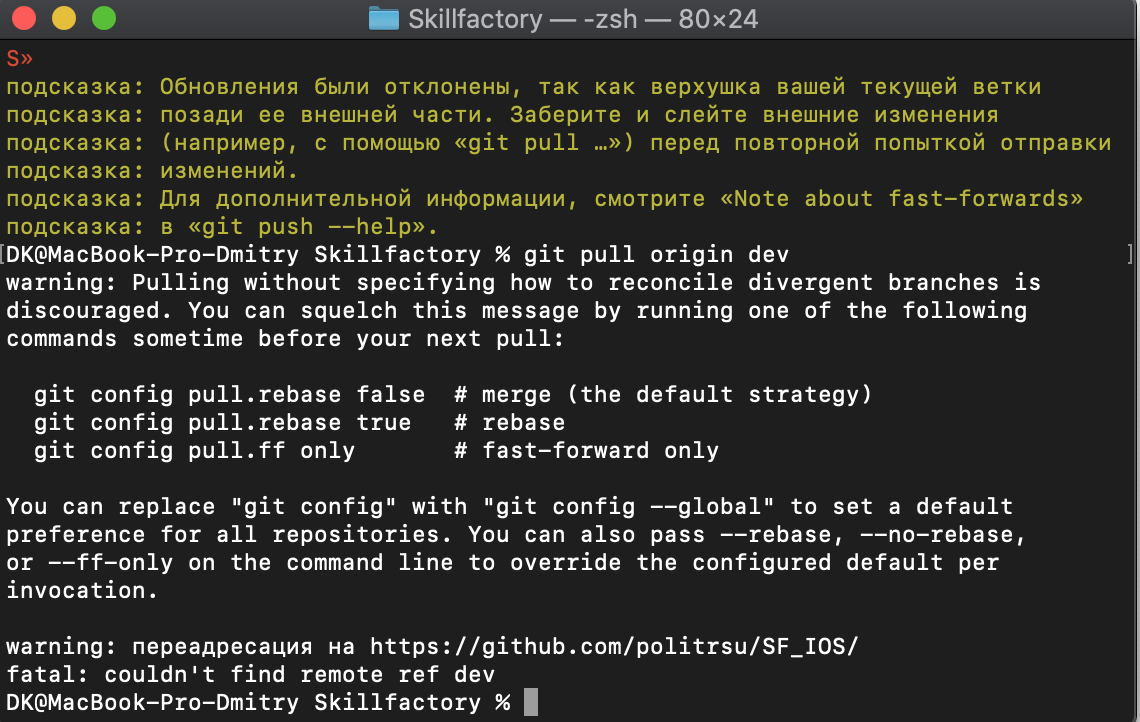 Skillfactory — -zsh — 80×24
S»
подсказка: Обновления были отклонены, так как верхушка вашей текущей ветки
подсказка: позади ее внешней части. Заберите и слейте внешние изменения
подсказка: (например, с помощью «git pull …») перед повторной попыткой отправки
подсказка: изменений.
подсказка: Для дополнительной информации, смотрите «Note about fast-forwards»
подсказка: в «git push --help».
[DK@MacBook-Pro-Dmitry Skillfactory % git pull origin dev ]
warning: Pulling without specifying how to reconcile divergent branches is
discouraged. You can squelch this message by running one of the following
commands sometime before your next pull:
git config pull.rebase false  # merge (the default strategy)
git config pull.rebase true   # rebase
git config pull.ff only       # fast-forward only
You can replace "git config" with "git config --global" to set a default
preference for all repositories. You can also pass --rebase, --no-rebase,
or --ff-only on the command line to override the configured default per
invocation.
warning: переадресация на https://github.com/politrsu/SF_IOS/
fatal: couldn't find remote ref dev
DK@MacBook-Pro-Dmitry Skillfactory %